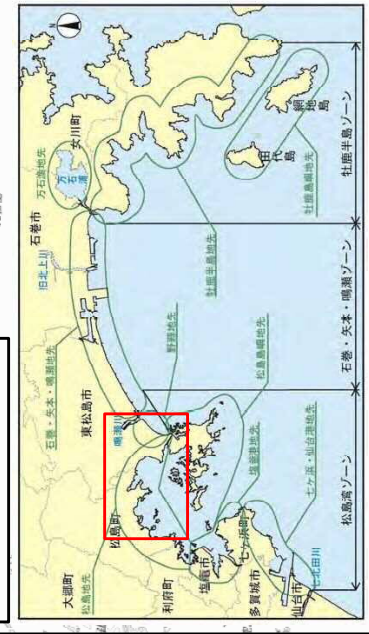 大郷町
松島町
利府町
塩竈市
多賀城市
仙台市
七ヶ浜町
七北田川
東松島市
鳴瀬川
石巻市
旧北上川
女川町
万石浦
田代島
網地島
松島地先
石巻・矢本・鳴瀬地先
万石浦地先
野蒜地先
松島島嶼地先
塩竈港地先
七ヶ浜・仙台港地先
牡鹿半島地先
牡鹿島嶼地先
松島湾ゾーン
石巻・矢本・鳴瀬ゾーン
牡鹿半島ゾーン